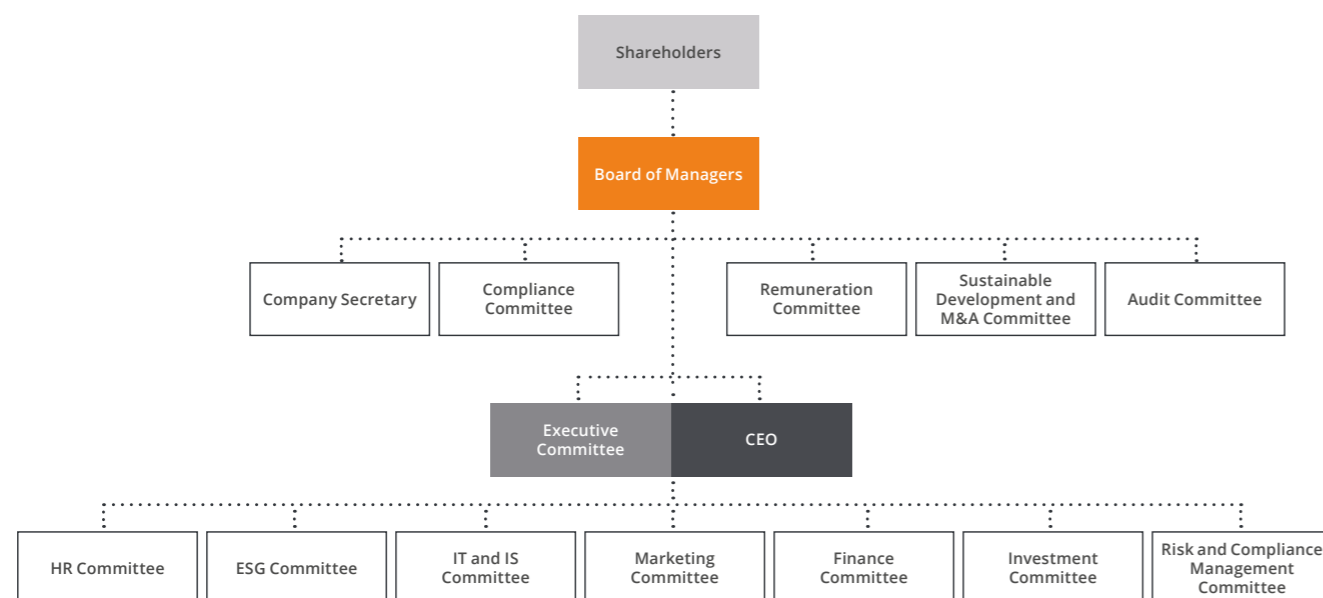 Shareholders
Board of Managers
Company Secretary
Compliance
Committee
Remuneration
Committee
Sustainable
Development and
M&A Committee
Audit Committee
Executive
Committee
CEO
HR Committee
ESG Committee
IT and IS
Committee
Marketing
Committee
Finance
Committee
Investment
Committee
Risk and Compliance
Management
Committee